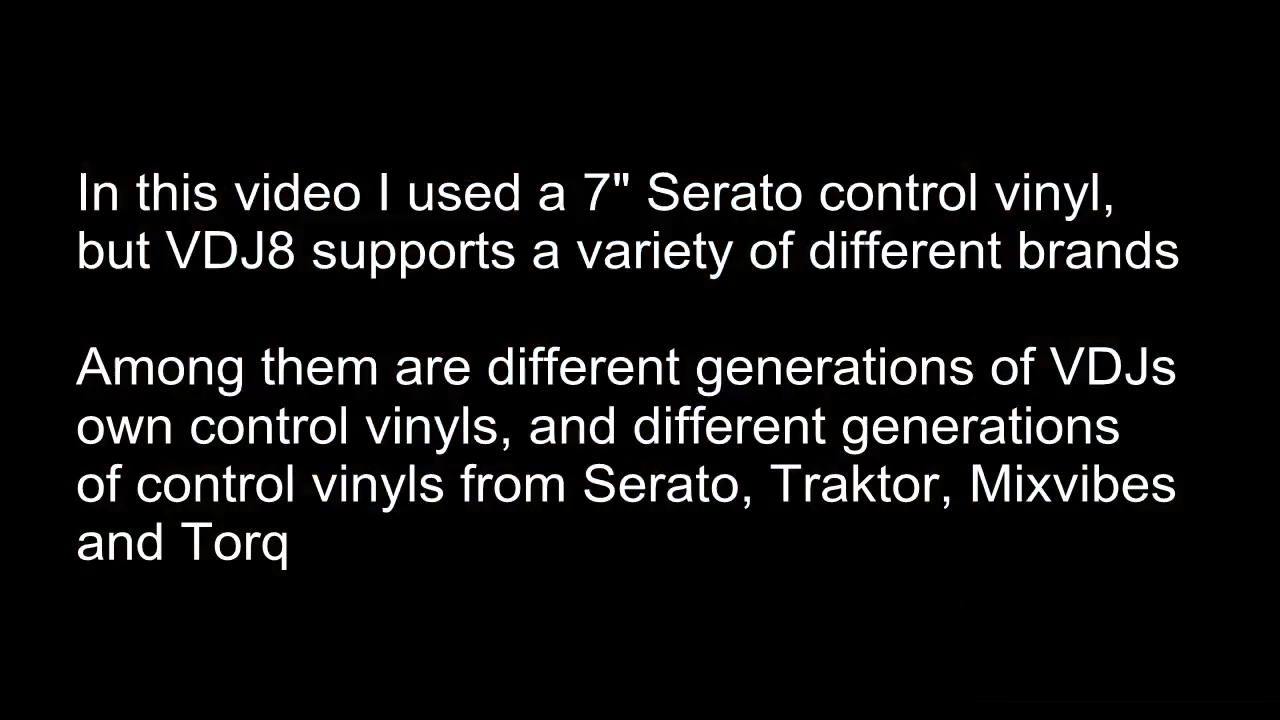 In this video I used a 7" Serato control vinyl,
but VDJ8 supports a variety of different brands
Among them are different generations of VDJs
own control vinyls, and different generations
of control vinyls from Serato, Traktor, Mixvibes
and Torq